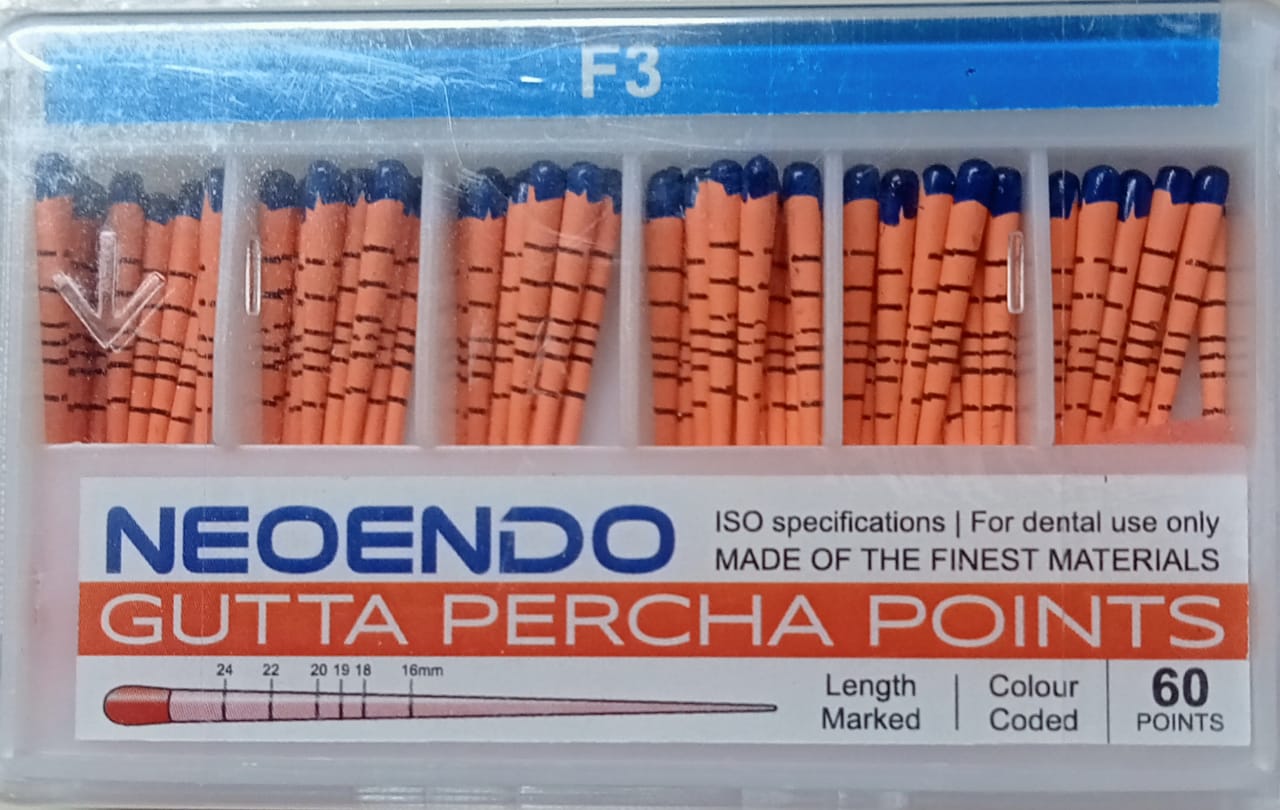 F3
NEOENDO
ISO specifications | For dental use only
MADE OF THE FINEST MATERIALS
GUTTA PERCHA POINTS
24 22 20 19 18 16mm
Length
Marked
Colour
Coded
60
POINTS